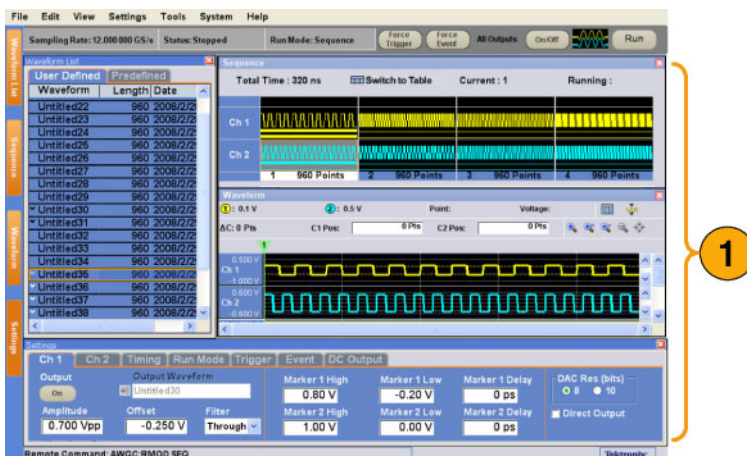 File Edit View Settings Tools System Help
Sampling Rate: 12.000 000 GS/s Status: Stopped Run Mode: Sequence Force Trigger Force Event All Outputs On/Off Run
Waveform List
Sequence
Waveform
Settings
Waveform List
User Defined Predefined
Waveform Length Date
Untitled22 960 2008/2/2
Untitled23 960 2008/2/2
Untitled24 960 2008/2/2
Untitled25 960 2008/2/2
Untitled26 960 2008/2/2
Untitled27 960 2008/2/2
Untitled28 960 2008/2/2
Untitled29 960 2008/2/2
Untitled30 960 2008/2/2
Untitled31 960 2008/2/2
Untitled32 960 2008/2/2
Untitled33 960 2008/2/2
Untitled34 960 2008/2/2
Untitled35 960 2008/2/2
Untitled36 960 2008/2/2
Untitled37 960 2008/2/2
Untitled38 960 2008/2/2
Sequence
Total Time : 320 ns Switch to Table Current : 1 Running :
Ch 1
Ch 2
1 960 Points 2 960 Points 3 960 Points 4 960 Points
Waveform
1 : 0.1 V 2 : 0.5 V Point: Voltage:
ΔC: 0 Pts C1 Pos: 0 Pts C2 Pos: 0 Pts
1
0.500 V
Ch 1
-1.000 V
0.600 V
Ch 2
-0.600 V
1
Settings
Ch 1 Ch 2 Timing Run Mode Trigger Event DC Output
Output Output Waveform Marker 1 High Marker 1 Low Marker 1 Delay DAC Res (bits)
On Untitled30 0.80 V -0.20 V 0 ps 8 10
Amplitude Offset Filter Marker 2 High Marker 2 Low Marker 2 Delay Direct Output
0.700 Vpp -0.250 V Through 1.00 V 0.00 V 0 ps
Remote Command: AWGC:RMOD SEQ Tektronix